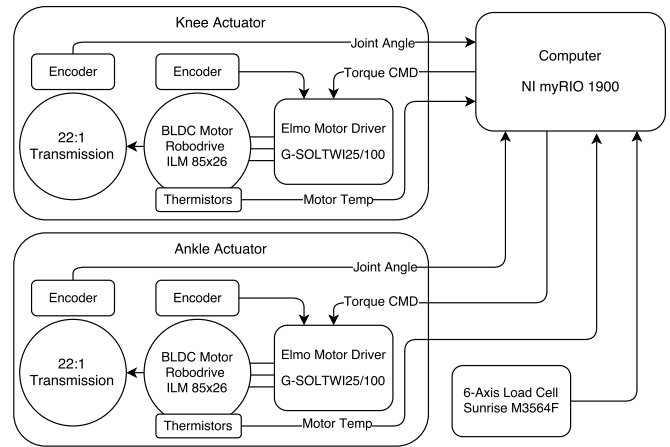 Knee Actuator
Joint Angle
Encoder
Encoder
Torque CMD
Computer
NI myRIO 1900
22:1
Transmission
BLDC Motor
Robodrive
ILM 85x26
Elmo Motor Driver
G-SOLTWI25/100
Thermistors
Motor Temp
Ankle Actuator
Joint Angle
Encoder
Encoder
Torque CMD
22:1
Transmission
BLDC Motor
Robodrive
ILM 85x26
Elmo Motor Driver
G-SOLTWI25/100
Thermistors
Motor Temp
6-Axis Load Cell
Sunrise M3564F